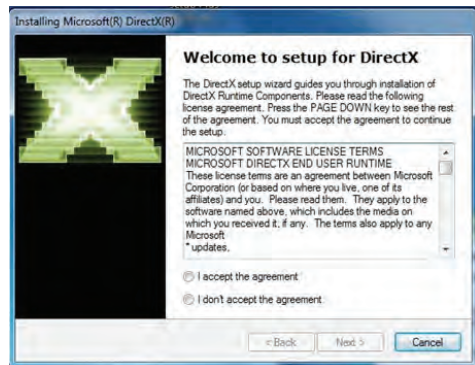 Installing Microsoft(R) DirectX(R)
Welcome to setup for DirectX
The DirectX setup wizard guides you through installation of
DirectX Runtime Components. Please read the following
license agreement. Press the PAGE DOWN key to see the rest
of the agreement. You must accept the agreement to continue
the setup.
MICROSOFT SOFTWARE LICENSE TERMS
MICROSOFT DIRECTX END USER RUNTIME
These license terms are an agreement between Microsoft
Corporation (or based on where you live, one of its
affiliates) and you. Please read them. They apply to the
software named above, which includes the media on
which you received it, if any. The terms also apply to any
Microsoft
* updates,
I accept the agreement
I don't accept the agreement
< Back
Next >
Cancel